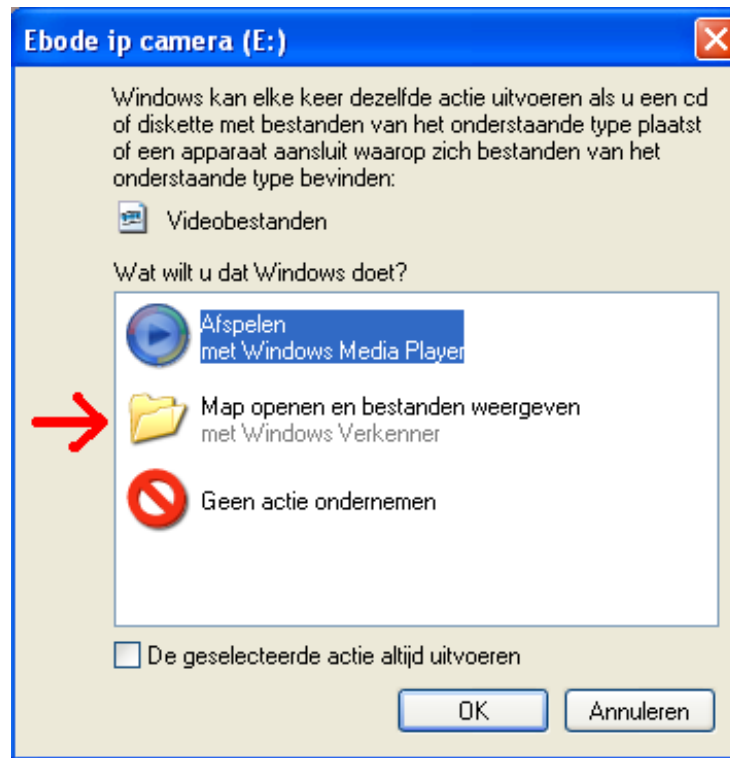 Ebode ip camera (E:)
Windows kan elke keer dezelfde actie uitvoeren als u een cd
of diskette met bestanden van het onderstaande type plaatst
of een apparaat aansluit waarop zich bestanden van het
onderstaande type bevinden:
Videobestanden
Wat wilt u dat Windows doet?
Afspelen
met Windows Media Player
Map openen en bestanden weergeven
met Windows Verkenner
Geen actie ondernemen
De geselecteerde actie altijd uitvoeren
OK
Annuleren